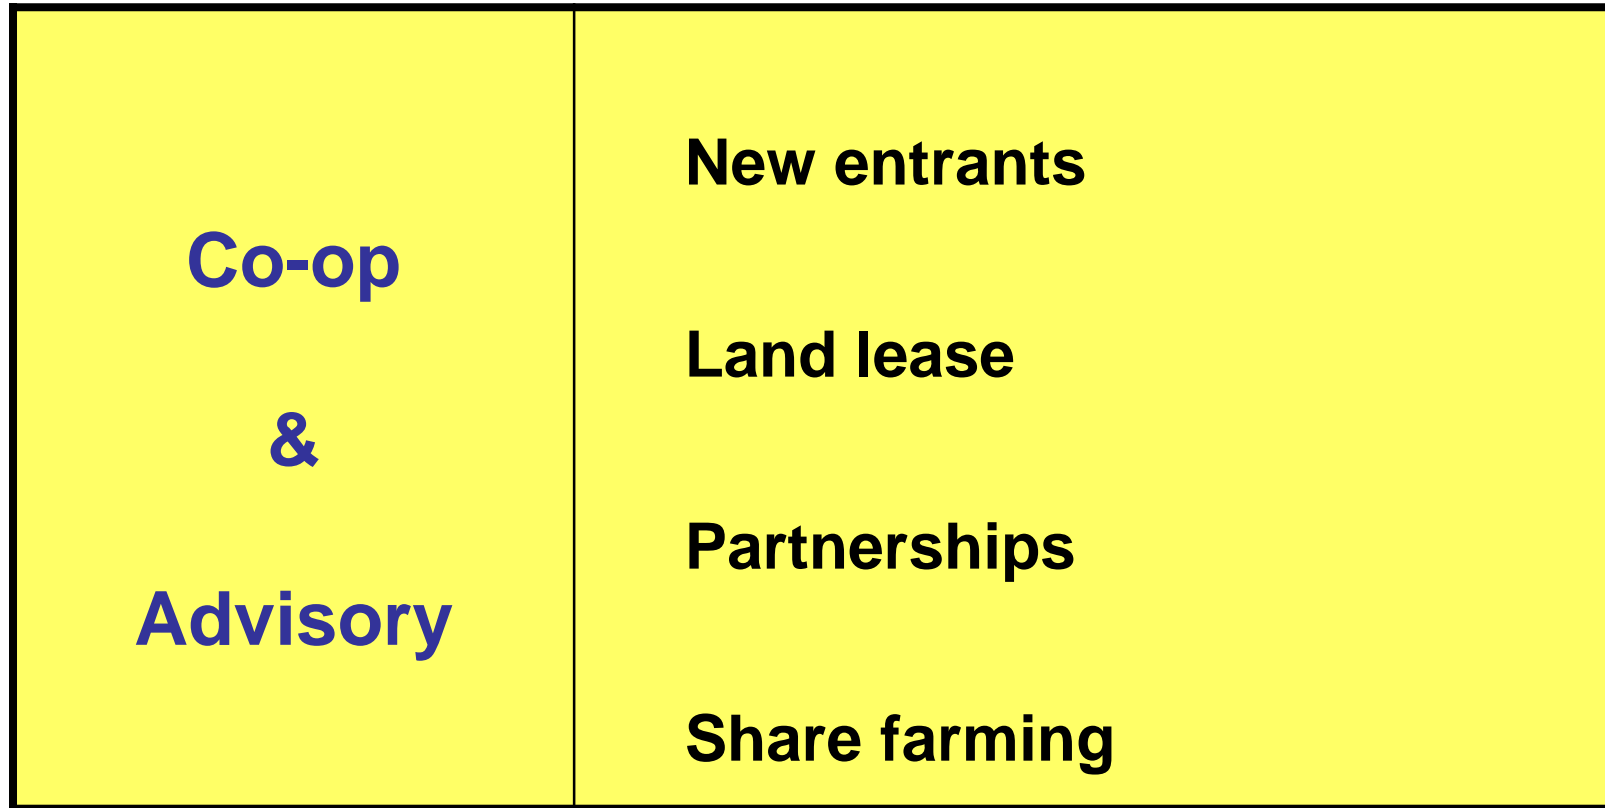 Co-op
&
Advisory
New entrants
Land lease
Partnerships
Share farming